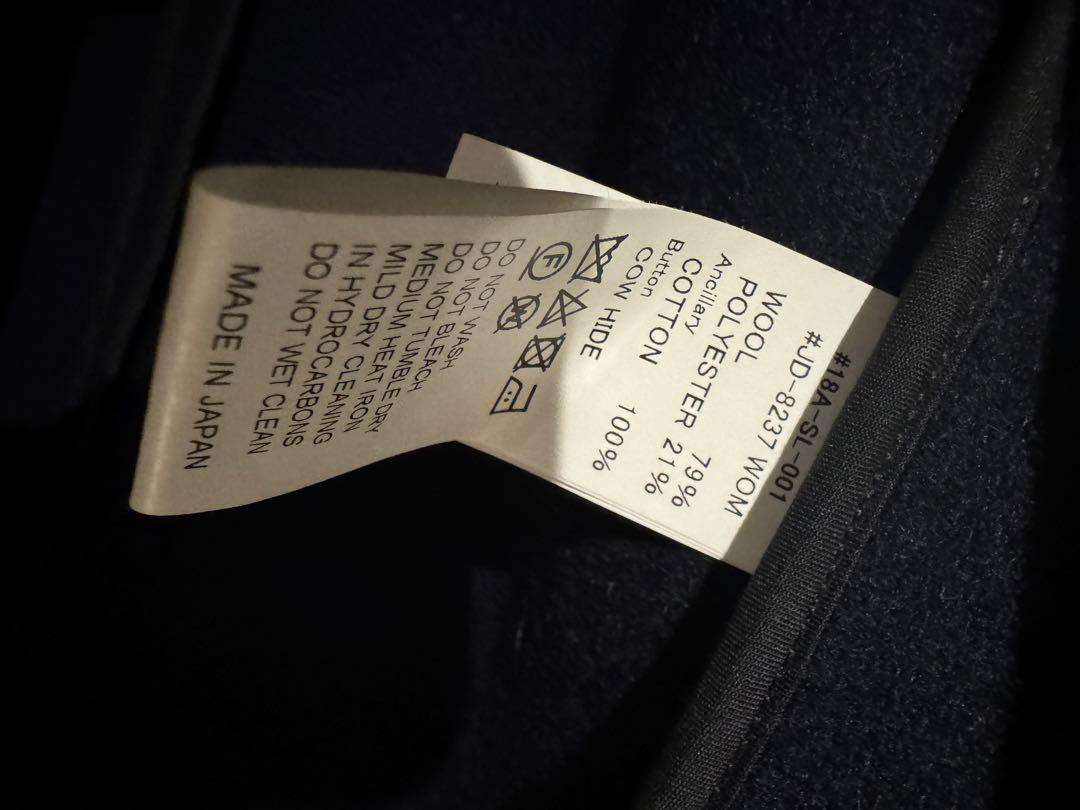 #18A-SL-001
#JD-8237 WOM
WOOL 79%
POLYESTER 21%
Ancillary
COTTON 100%
Button
COW HIDE
F
W
DO NOT WASH
DO NOT BLEACH
DO NOT TUMBLE DRY
MEDIUM HEAT IRON
MILD DRY CLEANING
IN HYDROCARBONS
DO NOT WET CLEAN
MADE IN JAPAN